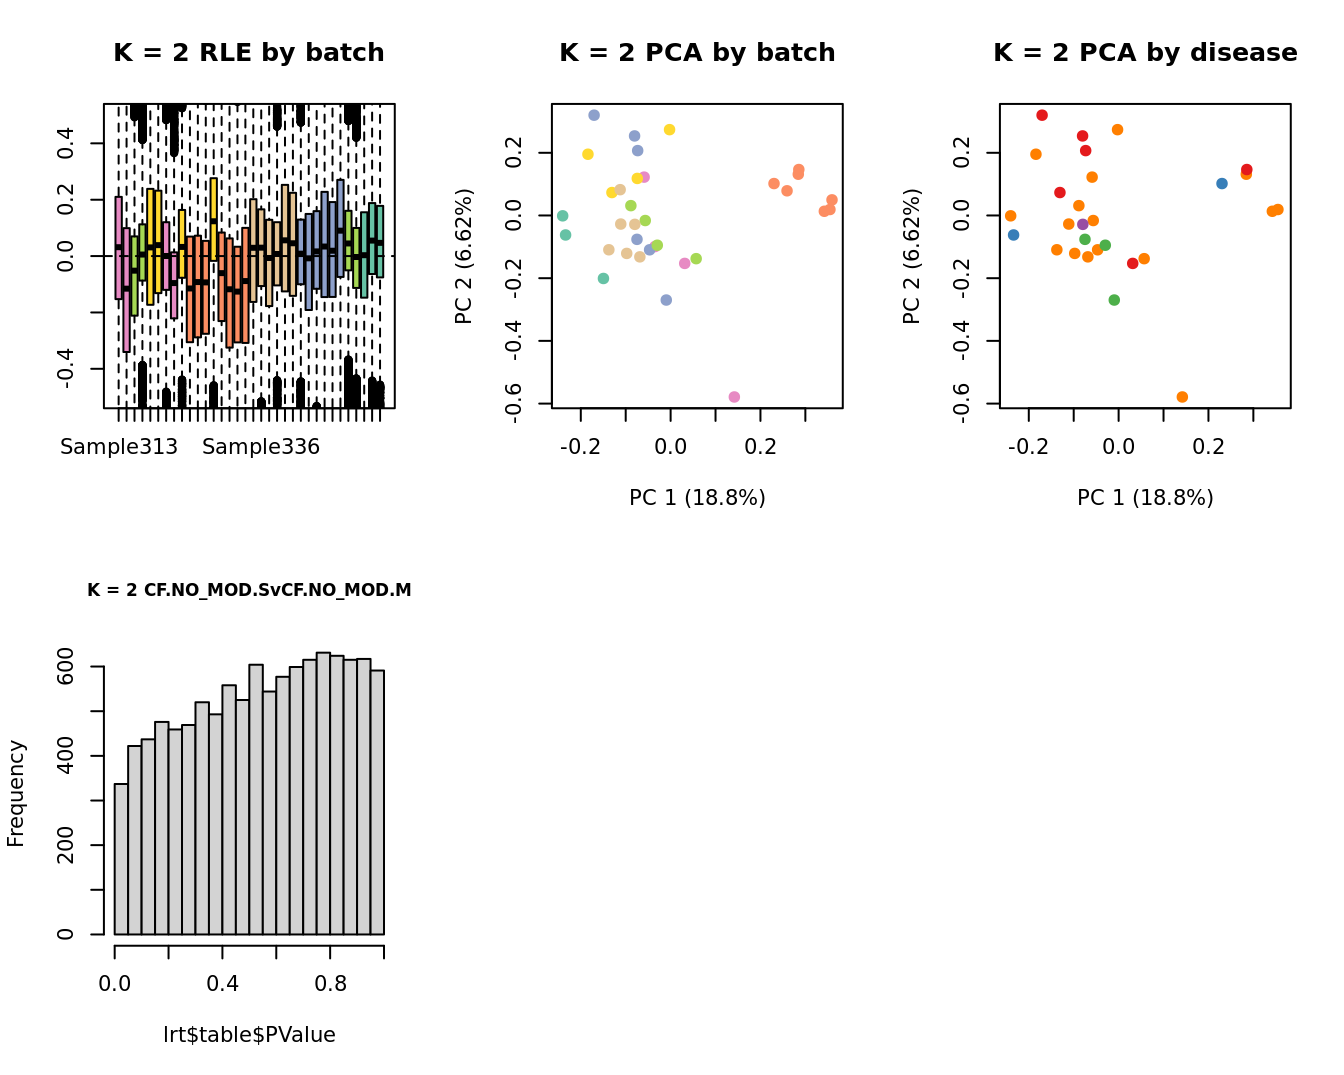 K = 2 RLE by batch
0.4
0.2
0.0
-0.4
Sample313 Sample336
K = 2 PCA by batch
PC 2 (6.62%)
0.2
0.0
-0.2
-0.4
-0.6
-0.2 0.0 0.2
PC 1 (18.8%)
K = 2 PCA by disease
PC 2 (6.62%)
0.2
0.0
-0.2
-0.4
-0.6
-0.2 0.0 0.2
PC 1 (18.8%)
K = 2 CF.NO_MOD.SvCF.NO_MOD.M
Frequency
600
400
200
0
0.0 0.4 0.8
lrt$table$PValue